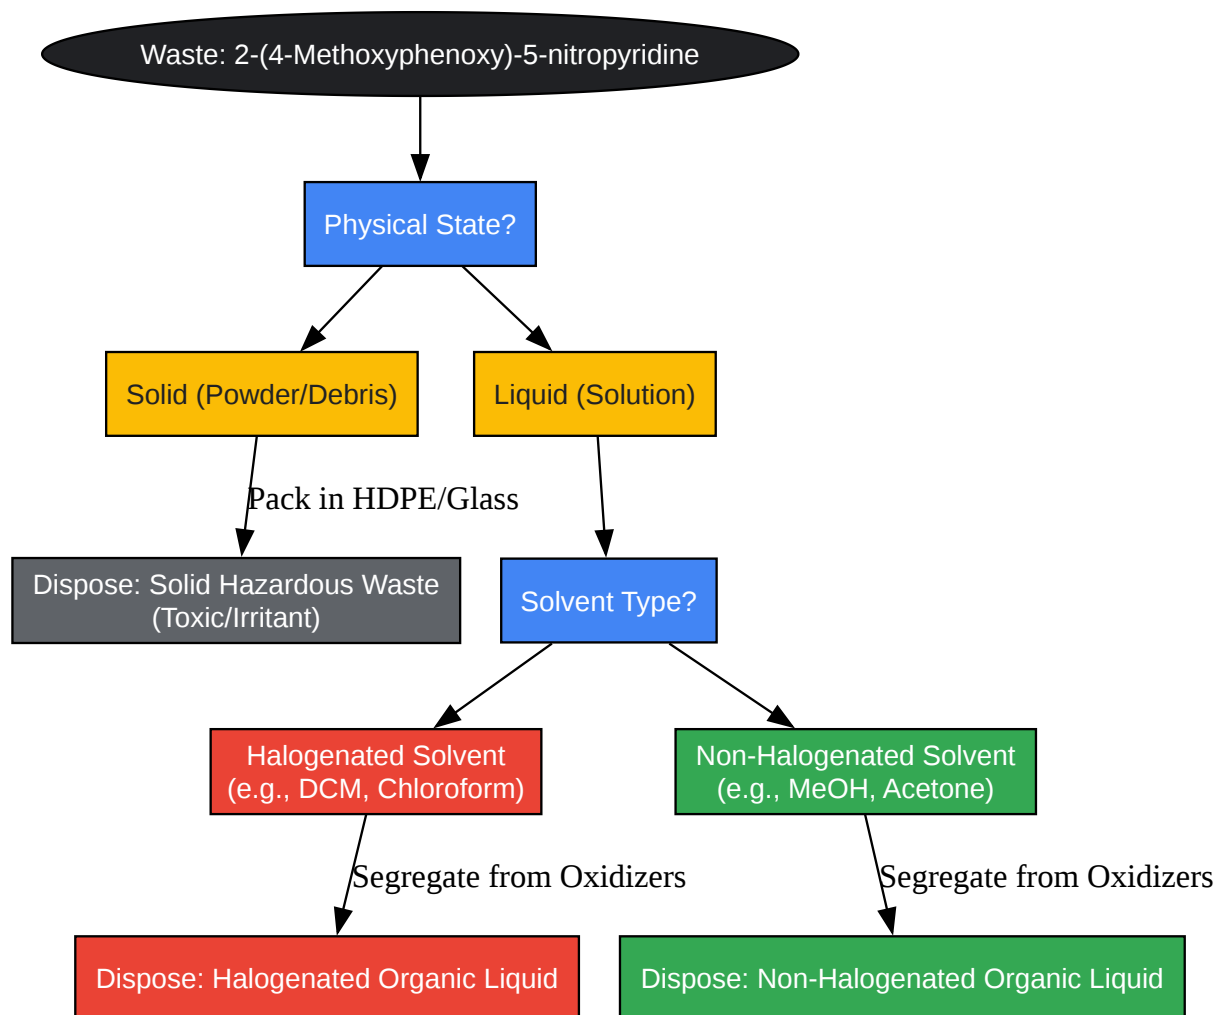 Waste: 2-(4-Methoxyphenoxy)-5-nitropyridine
Physical State?
Solid (Powder/Debris)
Liquid (Solution)
Pack in HDPE/Glass
Dispose: Solid Hazardous Waste
(Toxic/Irritant)
Solvent Type?
Halogenated Solvent
(e.g., DCM, Chloroform)
Non-Halogenated Solvent
(e.g., MeOH, Acetone)
Segregate from Oxidizers
Segregate from Oxidizers
Dispose: Halogenated Organic Liquid
Dispose: Non-Halogenated Organic Liquid